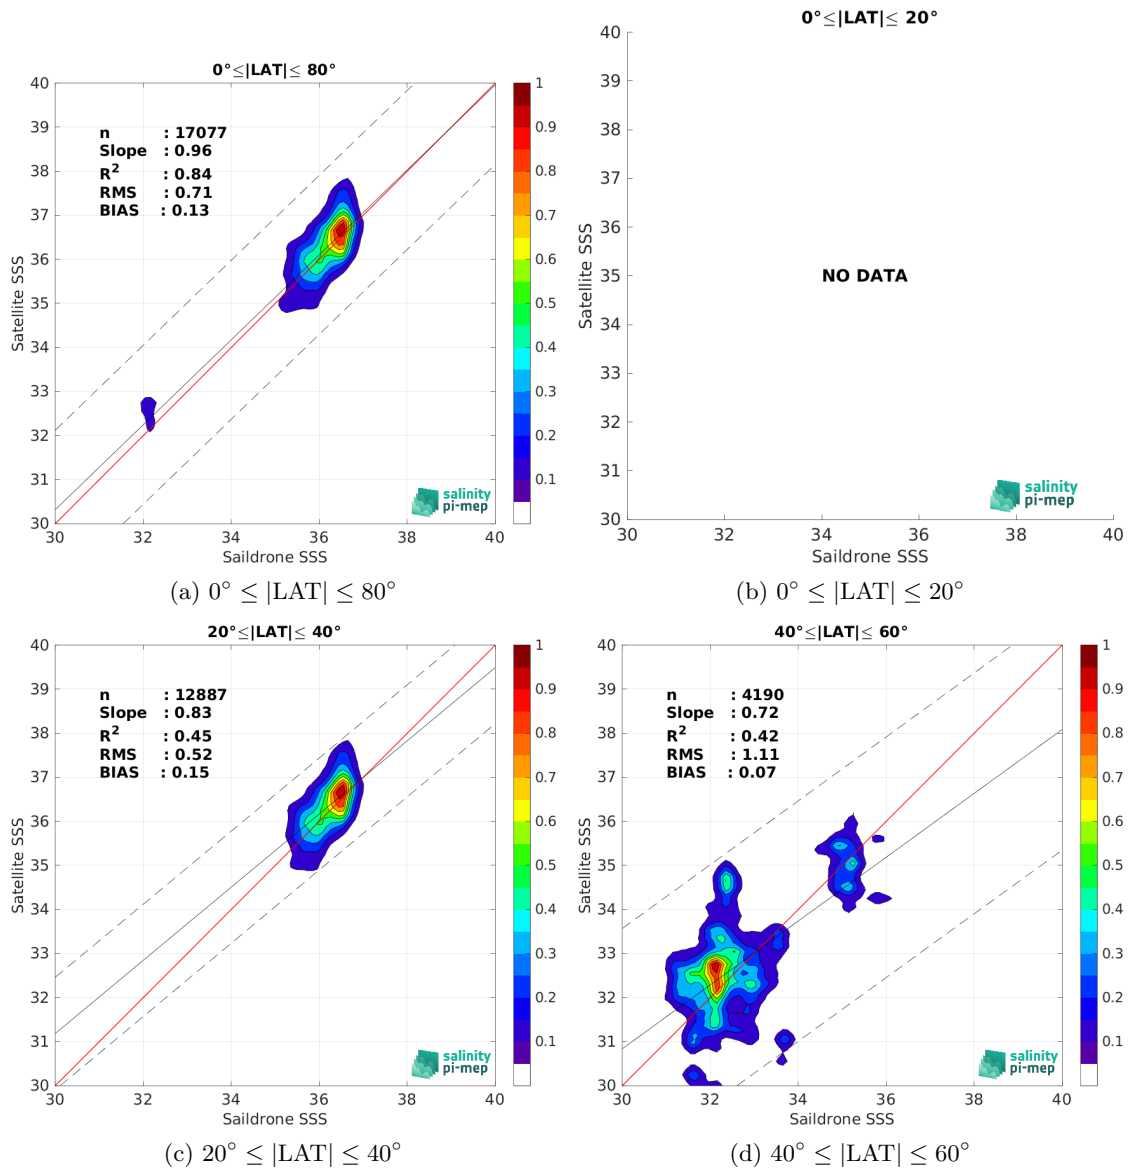 0°≤|LAT|≤ 80°
n : 17077
Slope : 0.96
R² : 0.84
RMS : 0.71
BIAS : 0.13
Satellite SSS
40
39
38
37
36
35
34
33
32
31
30
30 32 34 36 38 40
Saildrone SSS
1
0.9
0.8
0.7
0.6
0.5
0.4
0.3
0.2
0.1
salinity
pi-mep
(a) 0° ≤ |LAT| ≤ 80°
0°≤|LAT|≤ 20°
Satellite SSS
40
39
38
37
36
35
34
33
32
31
30
NO DATA
salinity
pi-mep
30 32 34 36 38 40
Saildrone SSS
(b) 0° ≤ |LAT| ≤ 20°
20°≤|LAT|≤ 40°
n : 12887
Slope : 0.83
R² : 0.45
RMS : 0.52
BIAS : 0.15
Satellite SSS
40
39
38
37
36
35
34
33
32
31
30
30 32 34 36 38 40
Saildrone SSS
1
0.9
0.8
0.7
0.6
0.5
0.4
0.3
0.2
0.1
salinity
pi-mep
(c) 20° ≤ |LAT| ≤ 40°
40°≤|LAT|≤ 60°
n : 4190
Slope : 0.72
R² : 0.42
RMS : 1.11
BIAS : 0.07
Satellite SSS
40
39
38
37
36
35
34
33
32
31
30
30 32 34 36 38 40
Saildrone SSS
1
0.9
0.8
0.7
0.6
0.5
0.4
0.3
0.2
0.1
salinity
pi-mep
(d) 40° ≤ |LAT| ≤ 60°